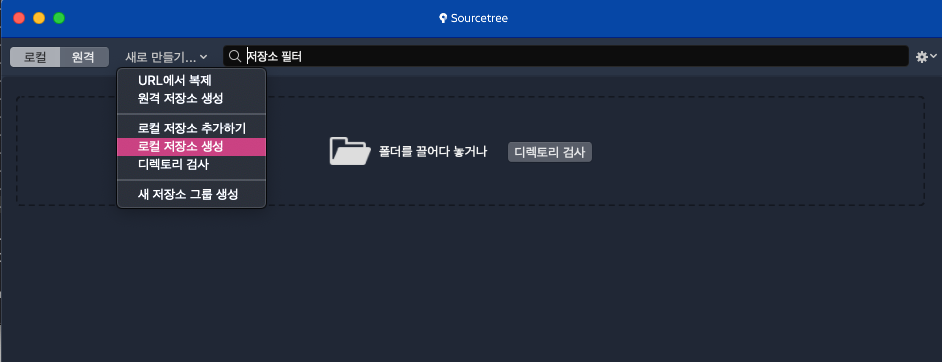 Sourcetree
로컬 원격 새로 만들기... 저장소 필터
URL에서 복제
원격 저장소 생성
로컬 저장소 추가하기
로컬 저장소 생성
디렉토리 검사
새 저장소 그룹 생성
폴더를 끌어다 놓거나 디렉토리 검사